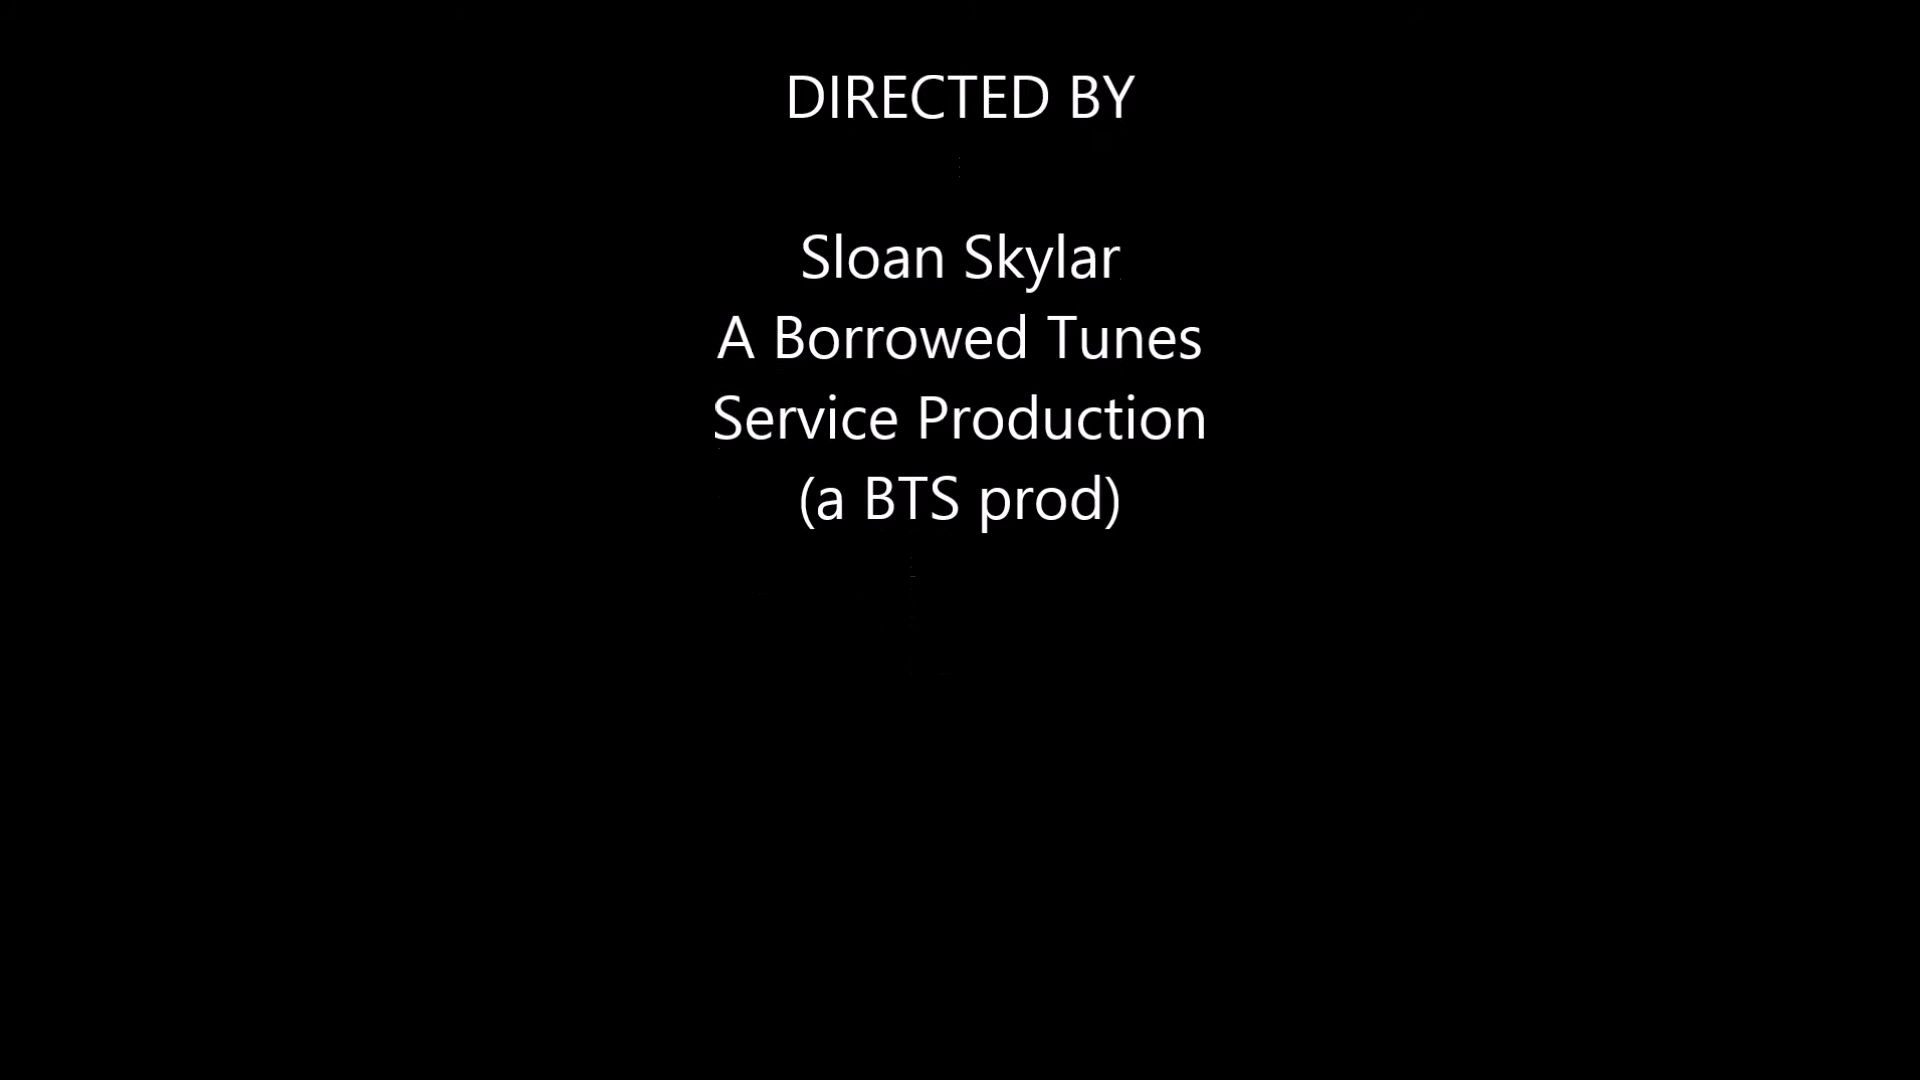 DIRECTED BY
Sloan Skylar
A Borrowed Tunes
Service Production
(a BTS prod)